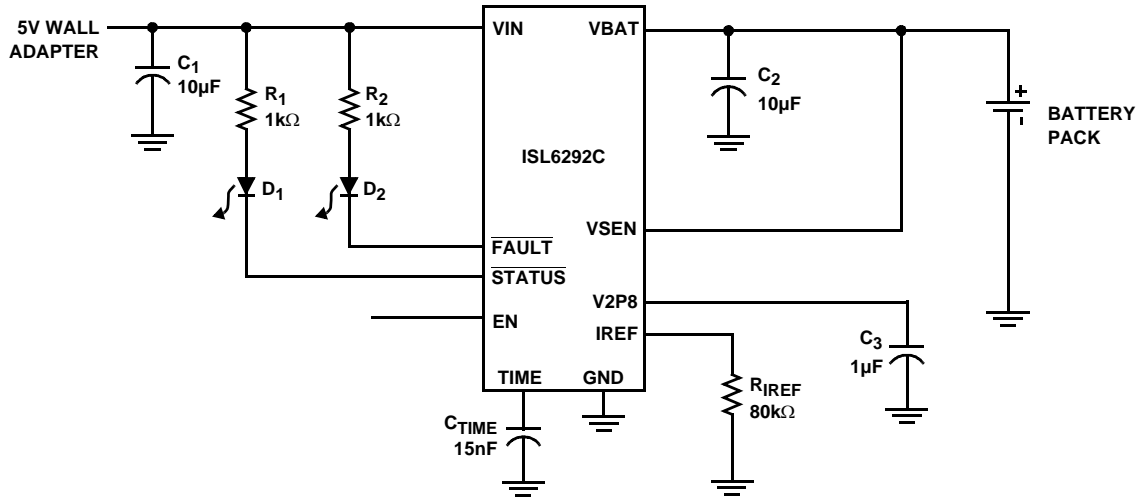 5V WALL
ADAPTER
C1
10µF
R1
1kΩ
R2
1kΩ
D1
D2
VIN
VBAT
ISL6292C
FAULT
STATUS
EN
TIME
GND
VSEN
V2P8
IREF
C2
10µF
+
-
BATTERY
PACK
C3
1µF
RIREF
80kΩ
CTIME
15nF